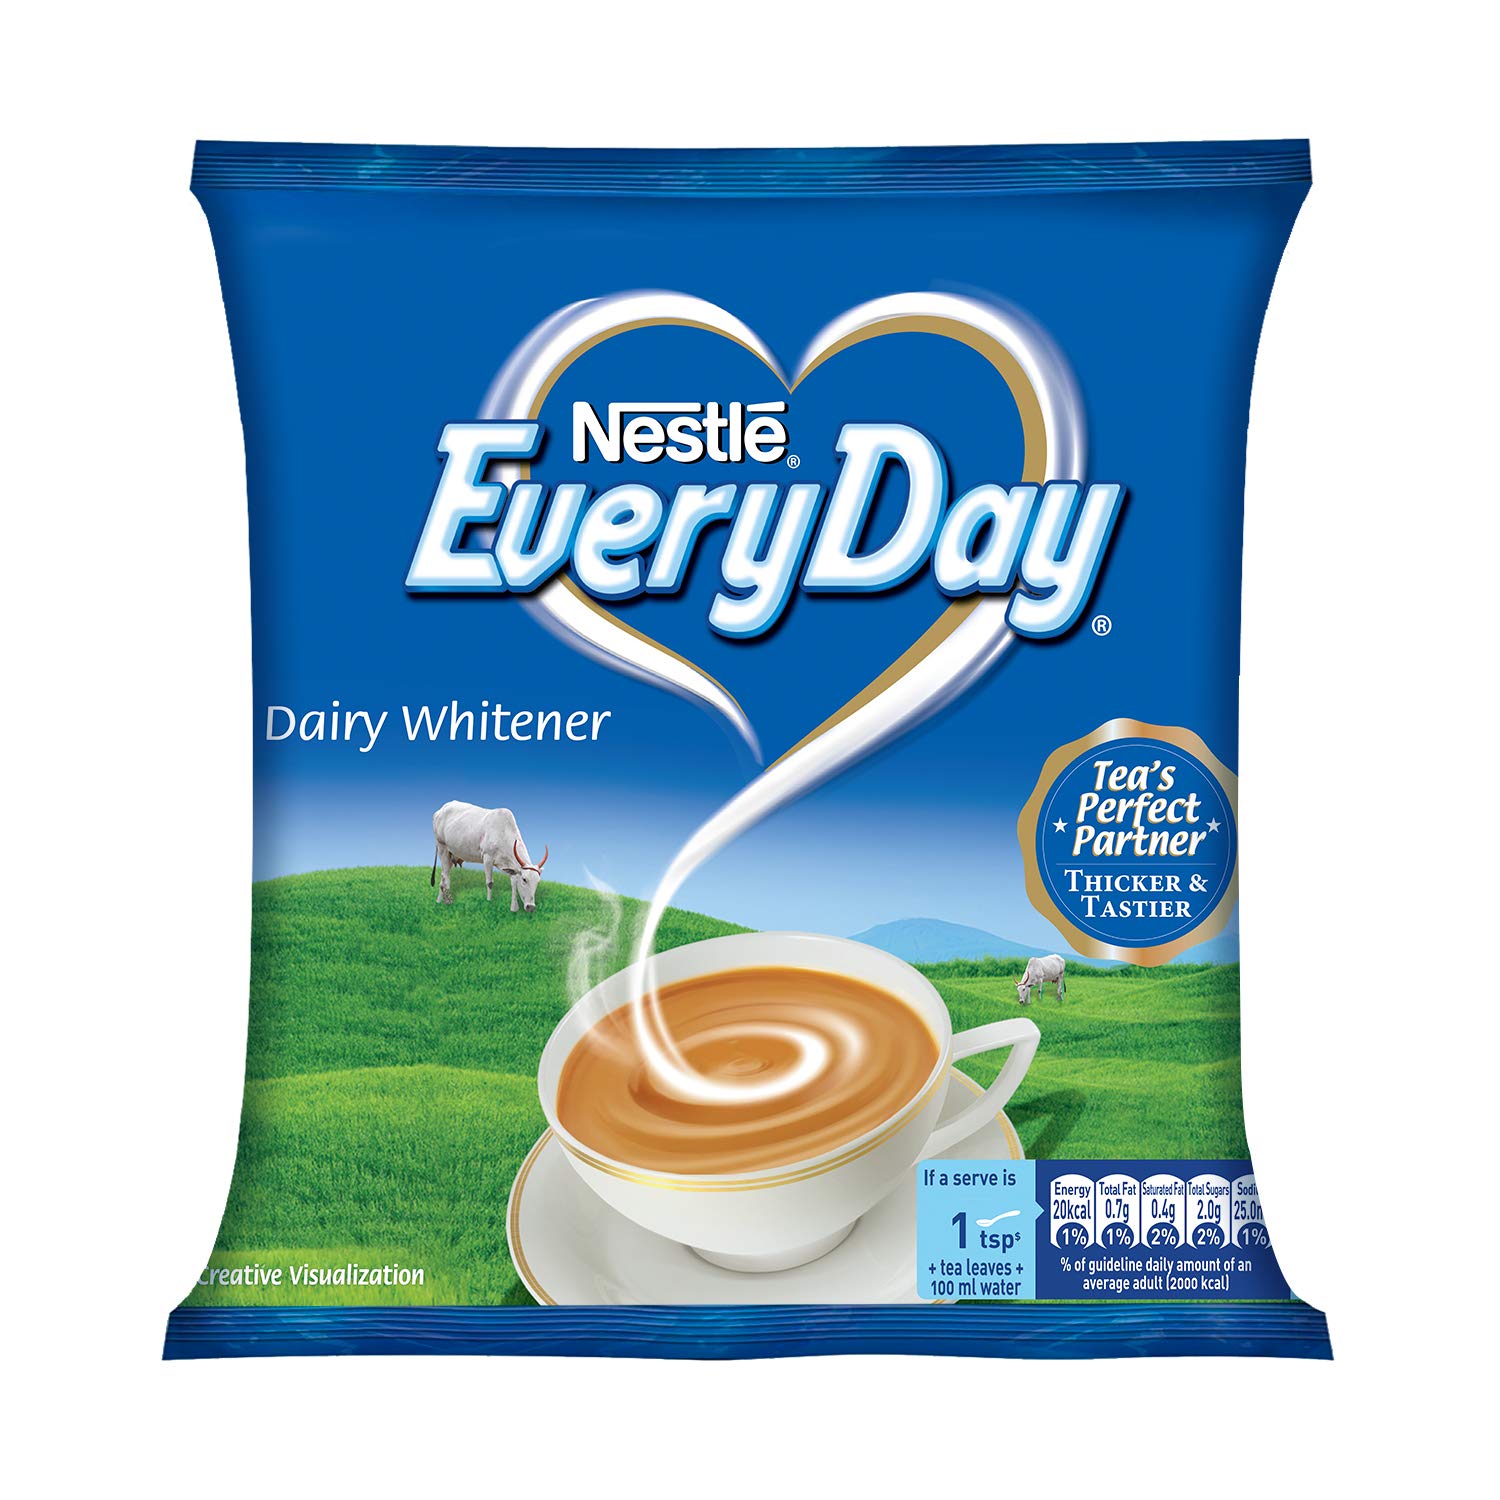 Nestlé®
EveryDay®
Dairy Whitener
Tea's
Perfect
Partner
THICKER &
TASTIER
If a serve is
1 tsp$
+ tea leaves +
100 ml water
Energy
20kcal
1%
Total Fat
0.7g
1%
Saturated Fat
0.4g
2%
Total Sugars
2.0g
2%
25.0
1%
% of guideline daily amount of an
average adult (2000 kcal)
Creative Visualization